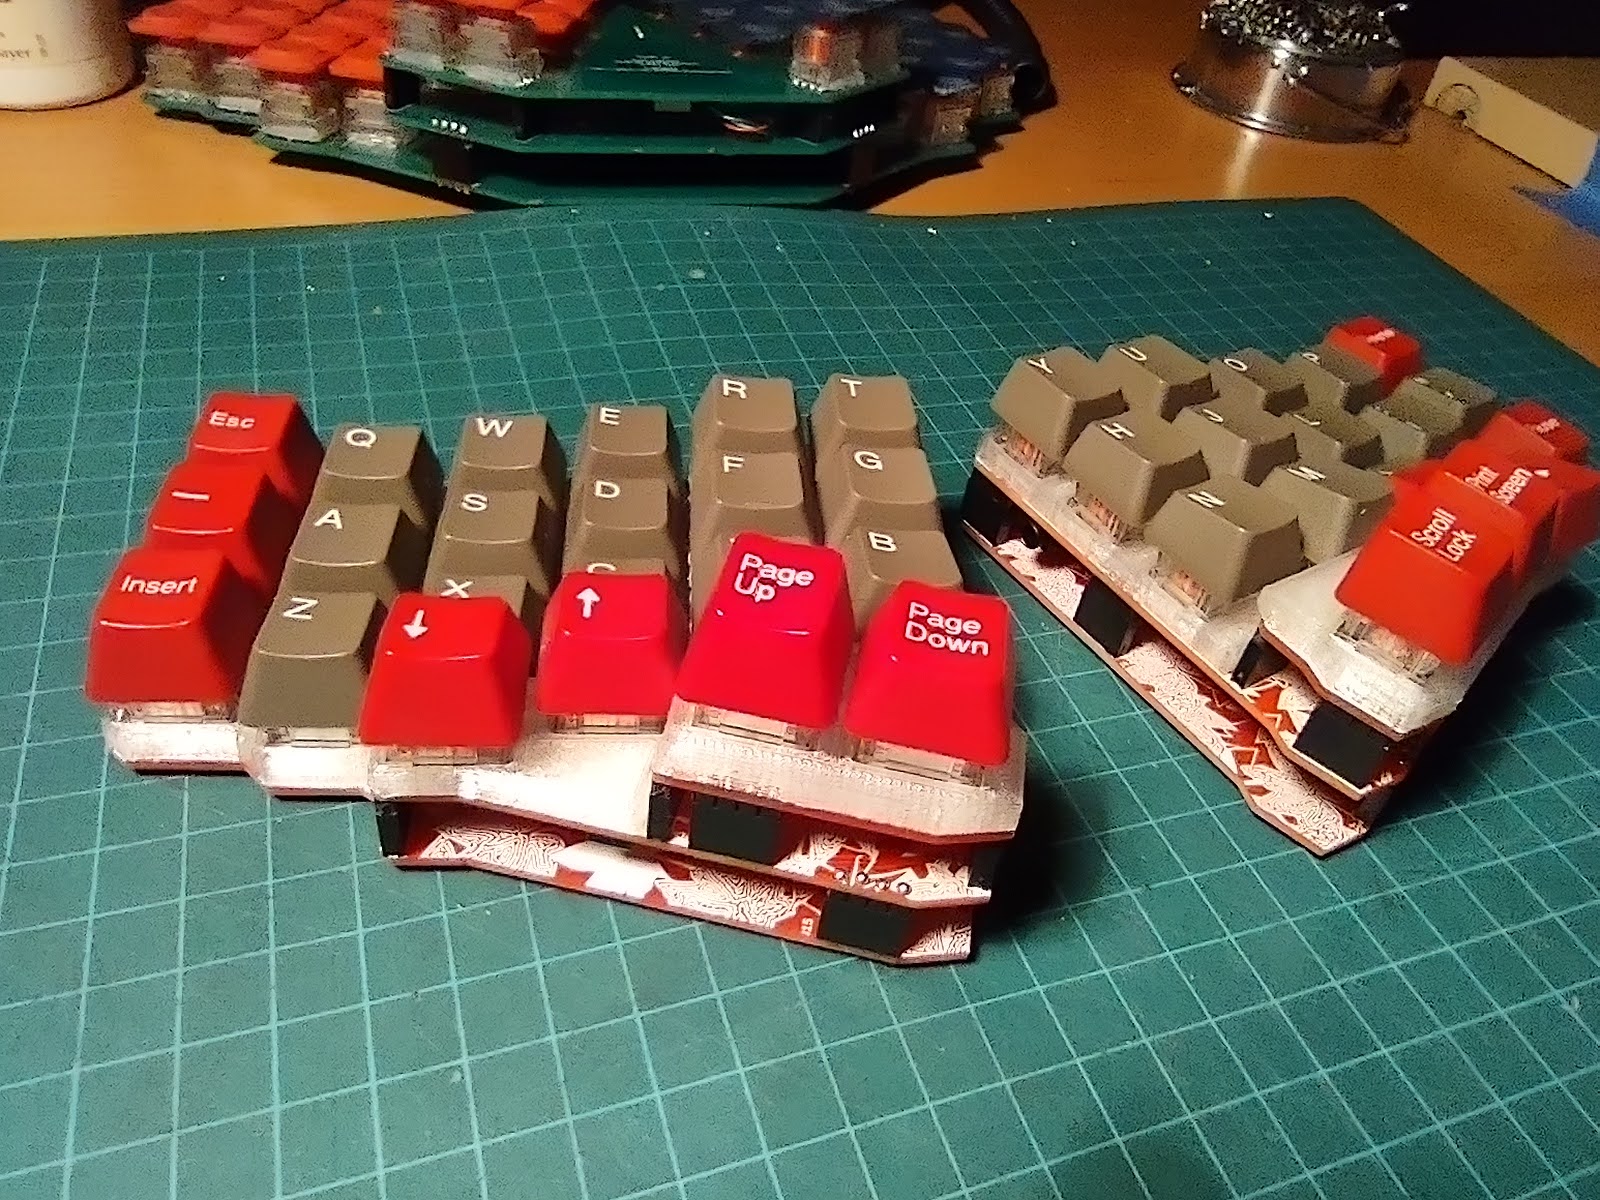 Esc
Q
W
E
R
T
—
A
S
D
F
G
Insert
Z
X
B
↓
↑
Page
Up
Page
Down
Y
O
P
H
N
M
Print
Screen
Scroll
Lock